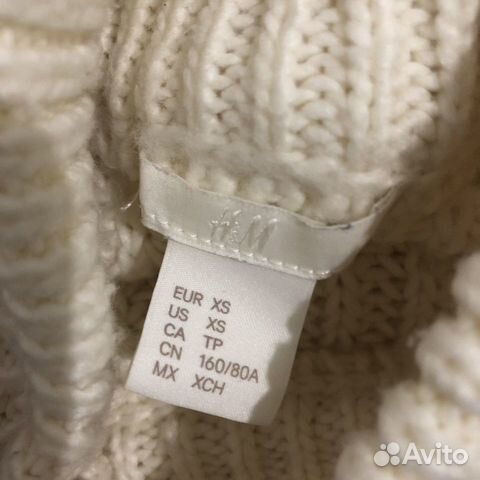 H&M
EUR XS
US XS
CA TP
CN 160/80A
MX XCH
Avito